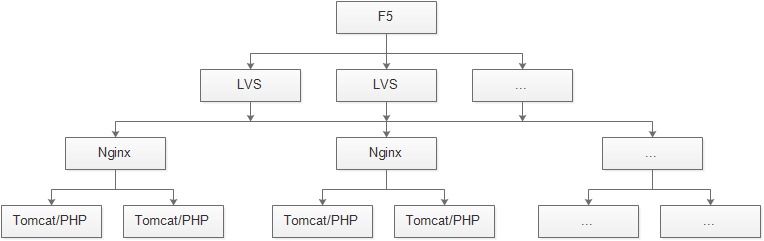 F5
LVS
LVS
...
Nginx
Nginx
...
Tomcat/PHP
Tomcat/PHP
Tomcat/PHP
Tomcat/PHP
...
...